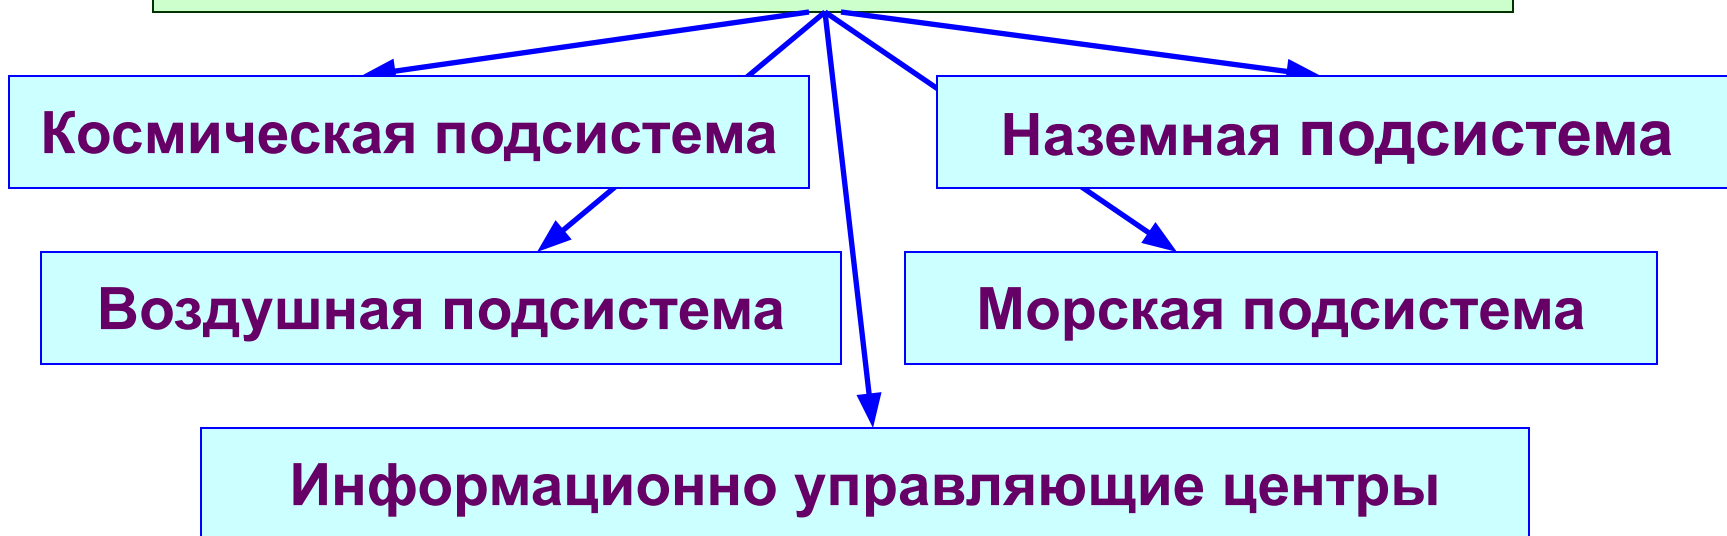 Космическая подсистема
Наземная подсистема
Воздушная подсистема
Морская подсистема
Информационно управляющие центры